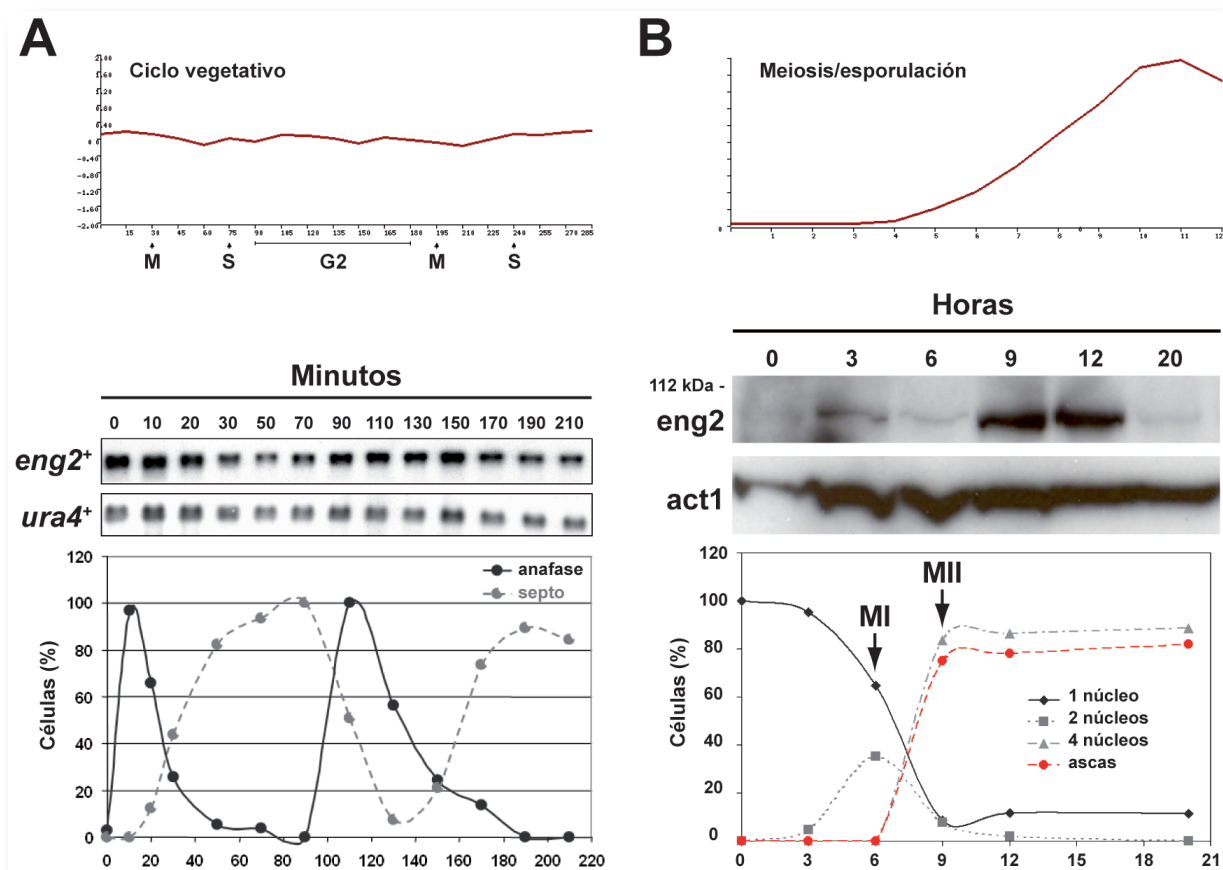 A
Ciclo vegetativo
2.00
1.60
1.20
0.80
0.40
0.0
-0.40
-0.80
-1.20
-1.60
-2.00
15 30 45 60 75 90 105 120 135 150 165 180 195 210 225 240 255 270 285
M S G2 M S
Minutos
0 10 20 30 50 70 90 110 130 150 170 190 210
eng2+
ura4+
120
100
80
60
40
20
0
Células (%)
anafase
septo
0 20 40 60 80 100 120 140 160 180 200 220
B
Meiosis/esporulación
0
1 2 3 4 5 6 7 8 9 10 11 12
Horas
0 3 6 9 12 20
112 kDa -
eng2
act1
120
100
80
60
40
20
0
Células (%)
MI
MII
1 núcleo
2 núcleos
4 núcleos
ascas
0 3 6 9 12 15 18 21